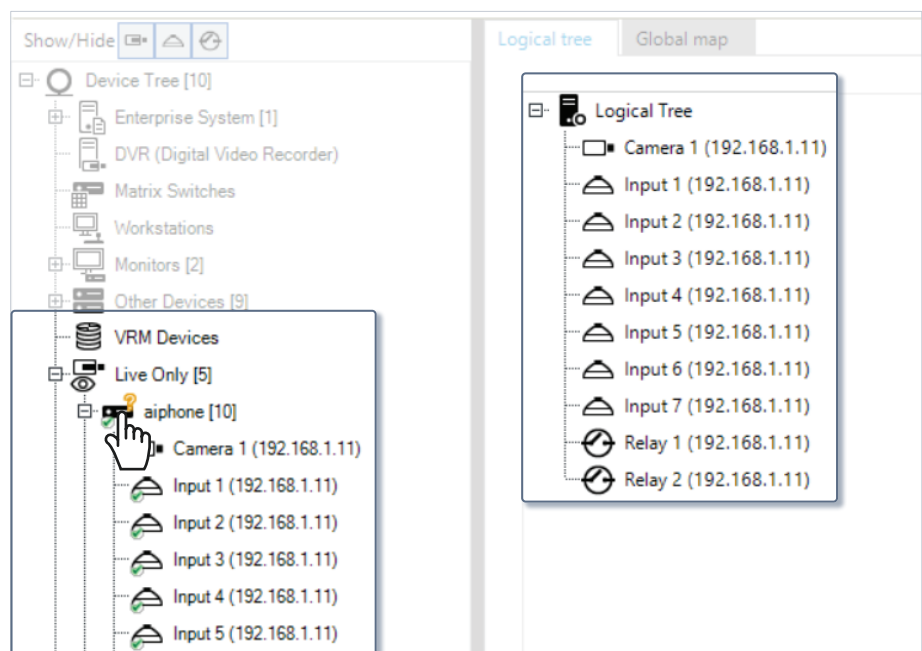 Show/Hide
Device Tree [10]
Enterprise System [1]
DVR (Digital Video Recorder)
Matrix Switches
Workstations
Monitors [2]
Other Devices [9]
VRM Devices
Live Only [5]
aiphone [10]
Camera 1 (192.168.1.11)
Input 1 (192.168.1.11)
Input 2 (192.168.1.11)
Input 3 (192.168.1.11)
Input 4 (192.168.1.11)
Input 5 (192.168.1.11)
Logical tree
Global map
Logical Tree
Camera 1 (192.168.1.11)
Input 1 (192.168.1.11)
Input 2 (192.168.1.11)
Input 3 (192.168.1.11)
Input 4 (192.168.1.11)
Input 5 (192.168.1.11)
Input 6 (192.168.1.11)
Input 7 (192.168.1.11)
Relay 1 (192.168.1.11)
Relay 2 (192.168.1.11)